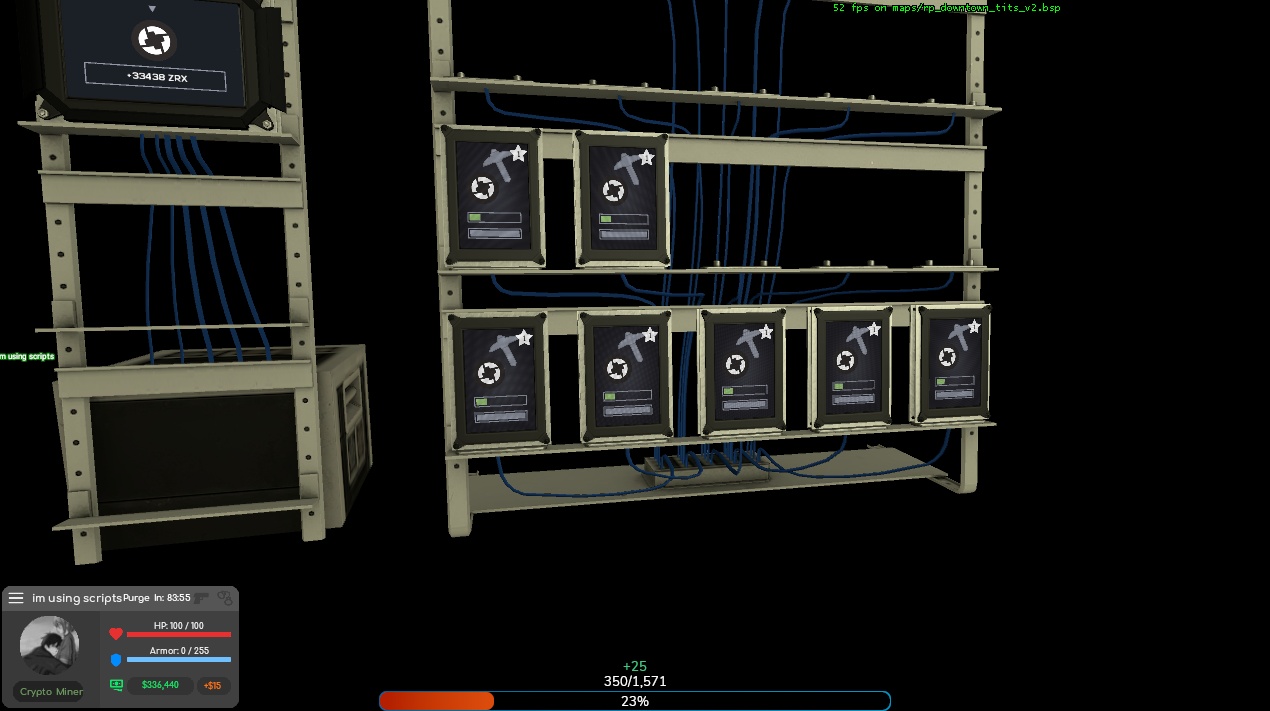 52 fps on maps/rp_downtown_tits_v2.bsp
+33438 ZRX
m using scripts
im using scripts Purge In: 83:55
HP: 100 / 100
Armor: 0 / 255
Crypto Miner
$336,440
+$15
+25
350/1,571
23%